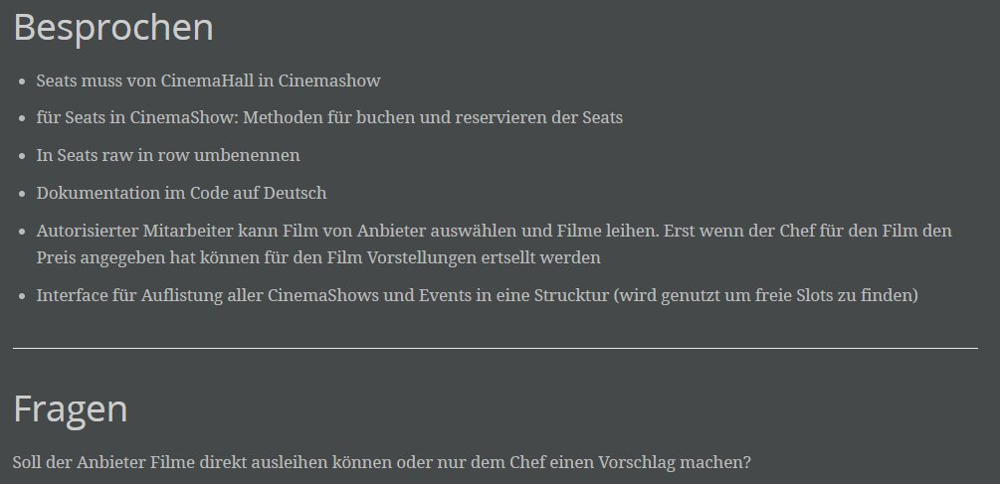 Besprochen
• Seats muss von CinemaHall in Cinemashow
• für Seats in CinemaShow: Methoden für buchen und reservieren der Seats
• In Seats raw in row umbenennen
• Dokumentation im Code auf Deutsch
• Autorisierter Mitarbeiter kann Film von Anbieter auswählen und Filme leihen. Erst wenn der Chef für den Film den
Preis angegeben hat können für den Film Vorstellungen ertsellt werden
• Interface für Auflistung aller CinemaShows und Events in eine Strucktur (wird genutzt um freie Slots zu finden)
Fragen
Soll der Anbieter Filme direkt ausleihen können oder nur dem Chef einen Vorschlag machen?